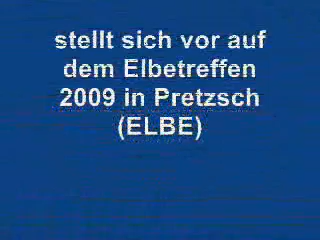 stellt sich vor auf
dem Elbetreffen
2009 in Pretzsch
(ELBE)